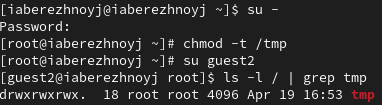 [iaberezhnoyj@iaberezhnoyj ~]$ su -
Password:
[root@iaberezhnoyj ~]# chmod -t /tmp
[root@iaberezhnoyj ~]# su guest2
[guest2@iaberezhnoyj root]$ ls -l / | grep tmp
drwxrwxrwx.  18 root root 4096 Apr 19 16:53 tmp